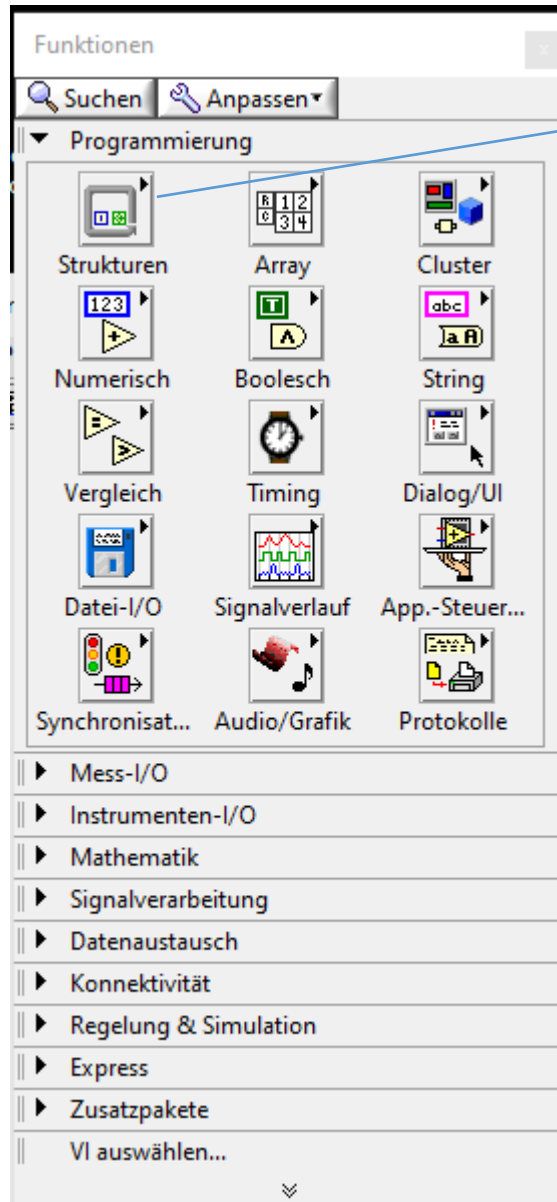 Funktionen
Suchen Anpassen
Programmierung
Strukturen Array Cluster
Numerisch Boolesch String
Vergleich Timing Dialog/UI
Datei-I/O Signalverlauf App.-Steuer...
Synchronisat... Audio/Grafik Protokolle
Mess-I/O
Instrumenten-I/O
Mathematik
Signalverarbeitung
Datenaustausch
Konnektivität
Regelung & Simulation
Express
Zusatzpakete
VI auswählen...